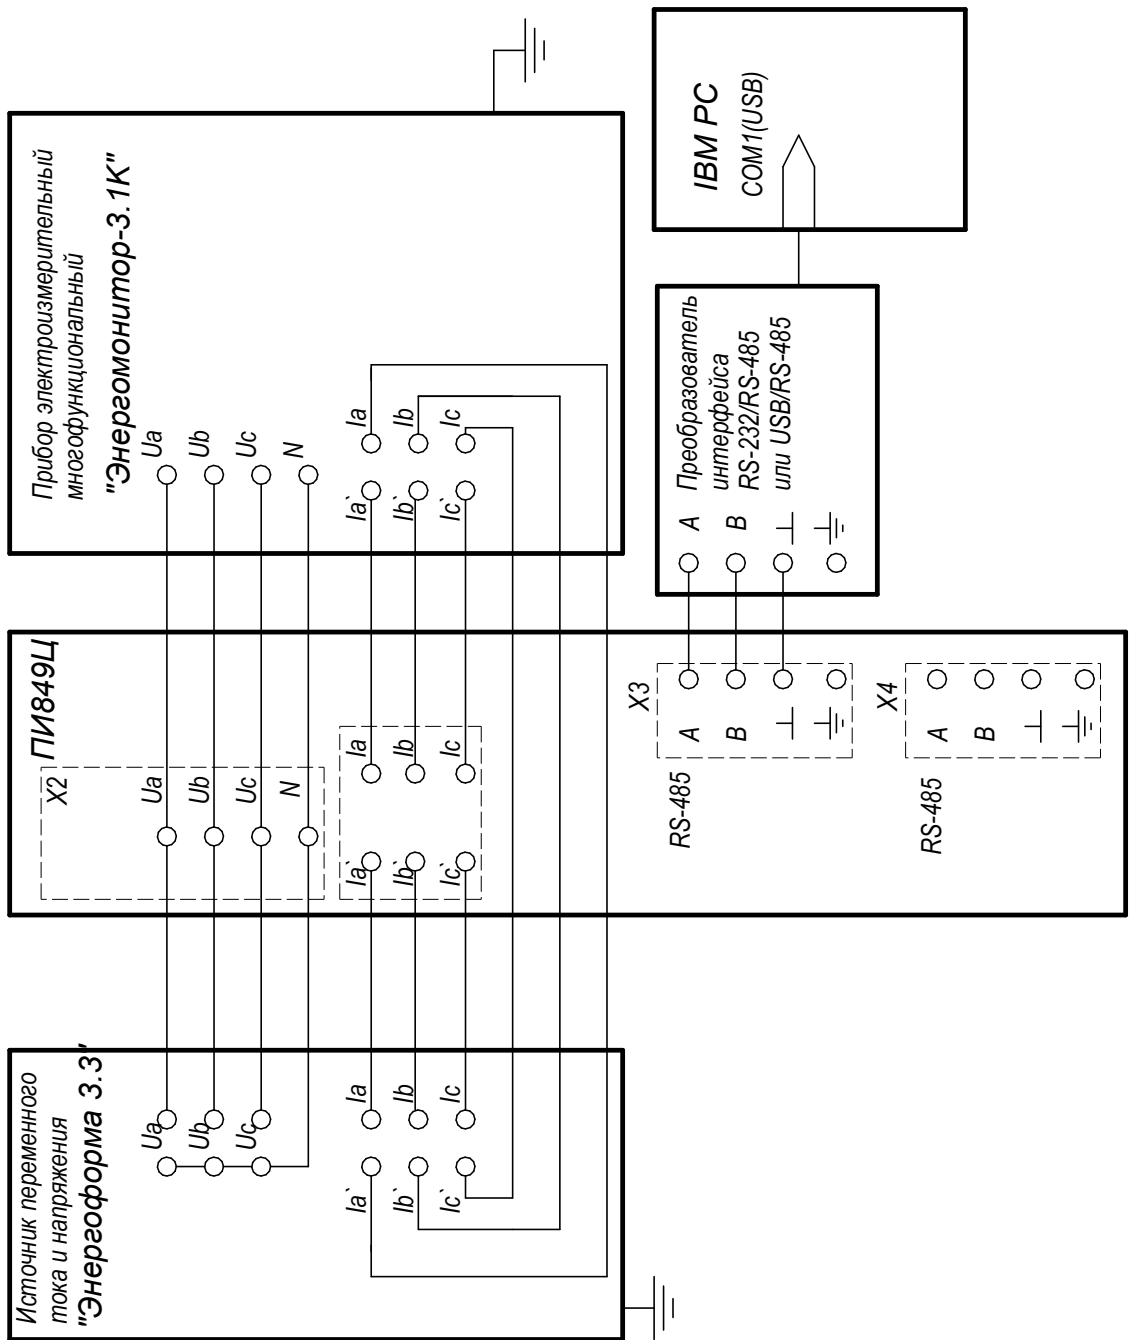 Источник переменного
тока и напряжения
"Энергоформа 3.3"
Ua
Ub
Uc
Ia`
Ib`
Ic`
Ia
Ib
Ic
ПИ849Ц
X2
Ua
Ub
Uc
N
Ia`
Ib`
Ic`
Ia
Ib
Ic
RS-485
X3
A
B
RS-485
X4
A
B
Прибор электроизмерительный
многофункциональный
"Энергомонитор-3.1К"
Ua
Ub
Uc
N
Ia`
Ib`
Ic`
Ia
Ib
Ic
A
B
Преобразователь
интерфейса
RS-232/RS-485
или USB/RS-485
IBM PC
COM1(USB)